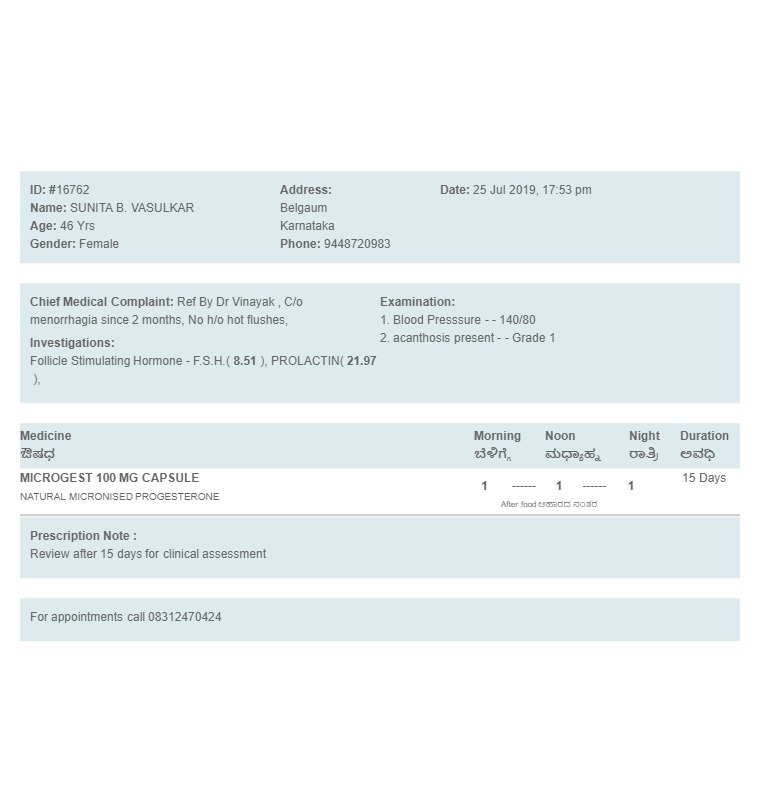 ID: #16762
Name: SUNITA B. VASULKAR
Age: 46 Yrs
Gender: Female
Address:
Belgaum
Karnataka
Phone: 9448720983
Date: 25 Jul 2019, 17:53 pm
Chief Medical Complaint: Ref By Dr Vinayak , C/o
menorrhagia since 2 months, No h/o hot flushes,
Investigations:
Follicle Stimulating Hormone - F.S.H.( 8.51 ), PROLACTIN( 21.97
),
Examination:
1. Blood Presssure - - 140/80
2. acanthosis present - - Grade 1
Medicine Morning Noon Night Duration
ಔಷಧ ಬೆಳಿಗ್ಗೆ ಮಧ್ಯಾಹ್ನ ರಾತ್ರಿ ಅವಧಿ
MICROGEST 100 MG CAPSULE 1 ------ 1 ------ 1 15 Days
NATURAL MICRONISED PROGESTERONE
After food ಆಹಾರದ ನಂತರ
Prescription Note :
Review after 15 days for clinical assessment
For appointments call 08312470424